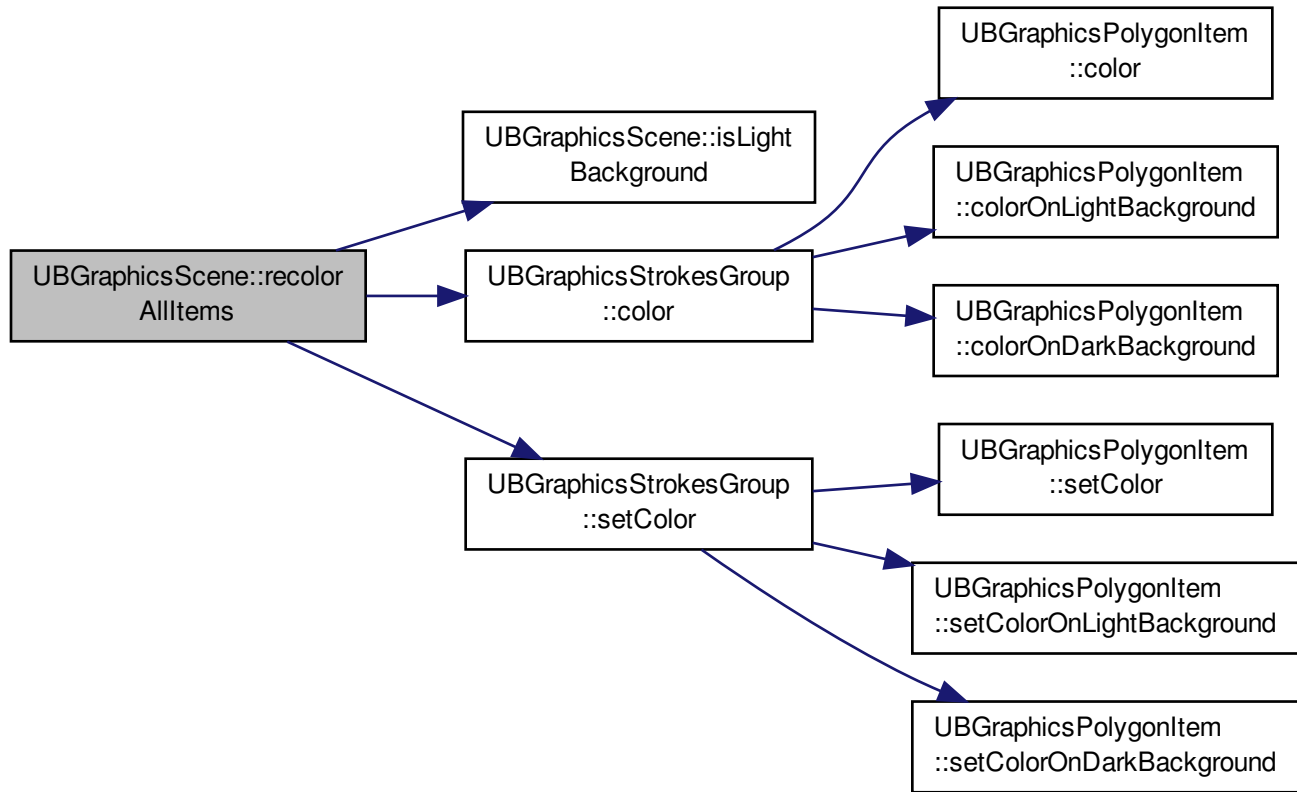 UBGraphicsScene::recolor
AllItems
UBGraphicsScene::isLight
Background
UBGraphicsStrokesGroup
::color
UBGraphicsStrokesGroup
::setColor
UBGraphicsPolygonItem
::color
UBGraphicsPolygonItem
::colorOnLightBackground
UBGraphicsPolygonItem
::colorOnDarkBackground
UBGraphicsPolygonItem
::setColor
UBGraphicsPolygonItem
::setColorOnLightBackground
UBGraphicsPolygonItem
::setColorOnDarkBackground